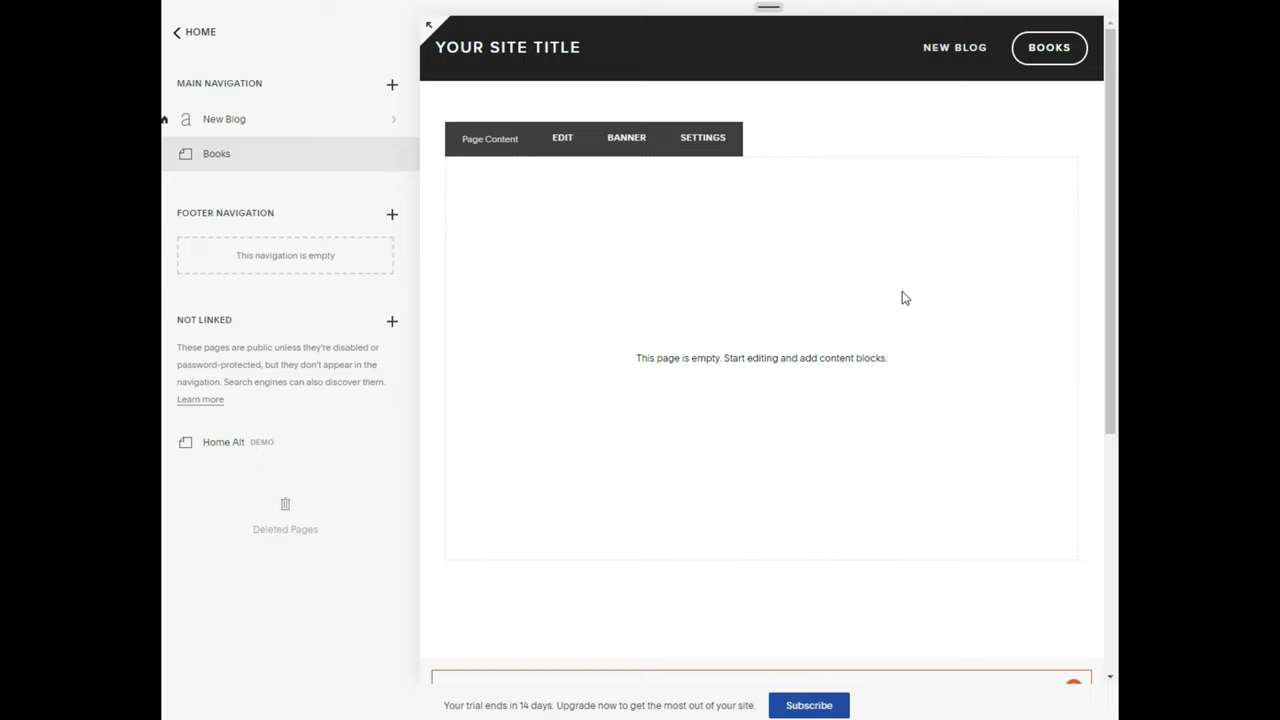 HOME
MAIN NAVIGATION
New Blog
Books
FOOTER NAVIGATION
This navigation is empty
NOT LINKED
These pages are public unless they're disabled or
password-protected, but they don't appear in the
navigation. Search engines can also discover them.
Learn more
Home Alt DEMO
Deleted Pages
YOUR SITE TITLE
NEW BLOG BOOKS
Page Content EDIT BANNER SETTINGS
This page is empty. Start editing and add content blocks.
Your trial ends in 14 days. Upgrade now to get the most out of your site. Subscribe